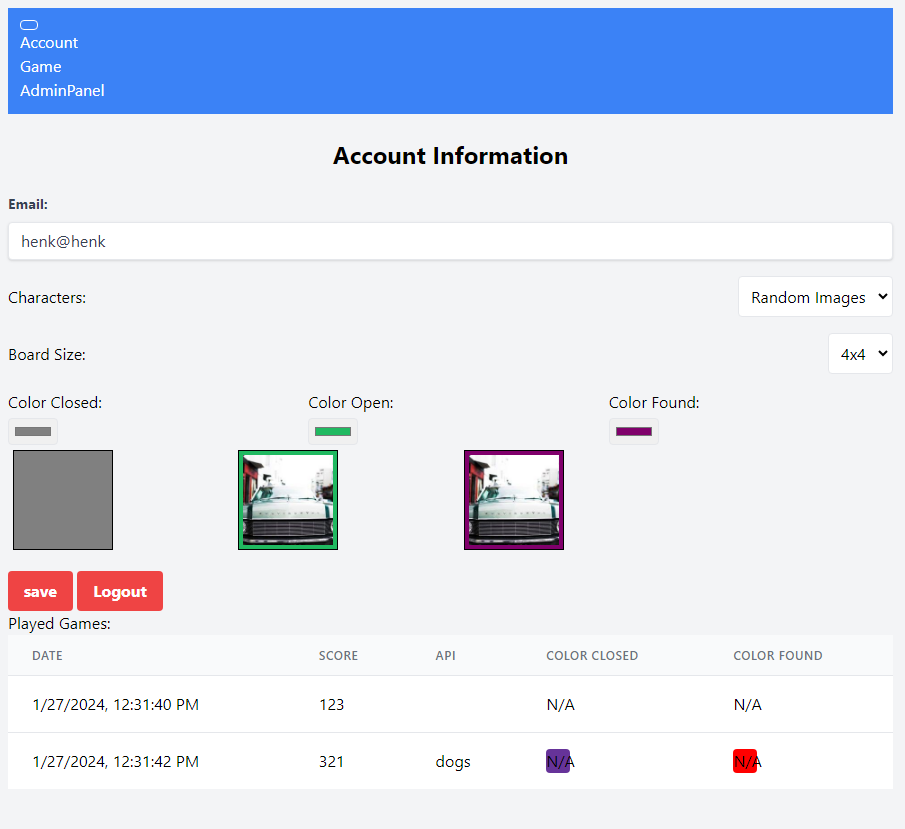 Account
Game
AdminPanel
Account Information
Email:
henk@henk
Characters: Random Images
Board Size: 4x4
Color Closed: Color Open: Color Found:
save Logout
Played Games:
DATE SCORE API COLOR CLOSED COLOR FOUND
1/27/2024, 12:31:40 PM 123 N/A N/A
1/27/2024, 12:31:42 PM 321 dogs N/A N/A